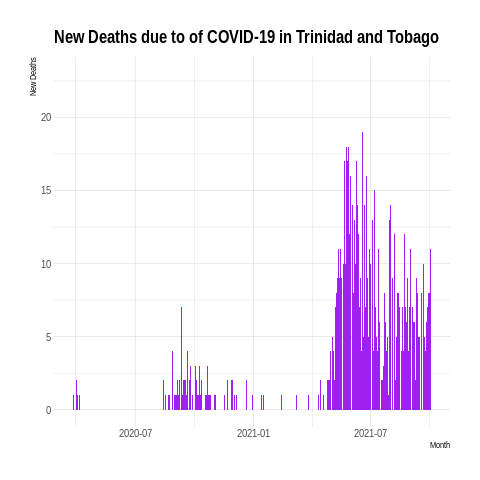 New Deaths due to of COVID-19 in Trinidad and Tobago
New Deaths
20
15
10
5
0
2020-07 2021-01 2021-07
Month